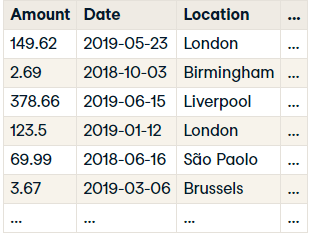 Amount Date Location ...
149.62 2019-05-23 London ...
2.69 2018-10-03 Birmingham ...
378.66 2019-06-15 Liverpool ...
123.5 2019-01-12 London ...
69.99 2018-06-16 São Paolo ...
3.67 2019-03-06 Brussels ...
... ... ... ...